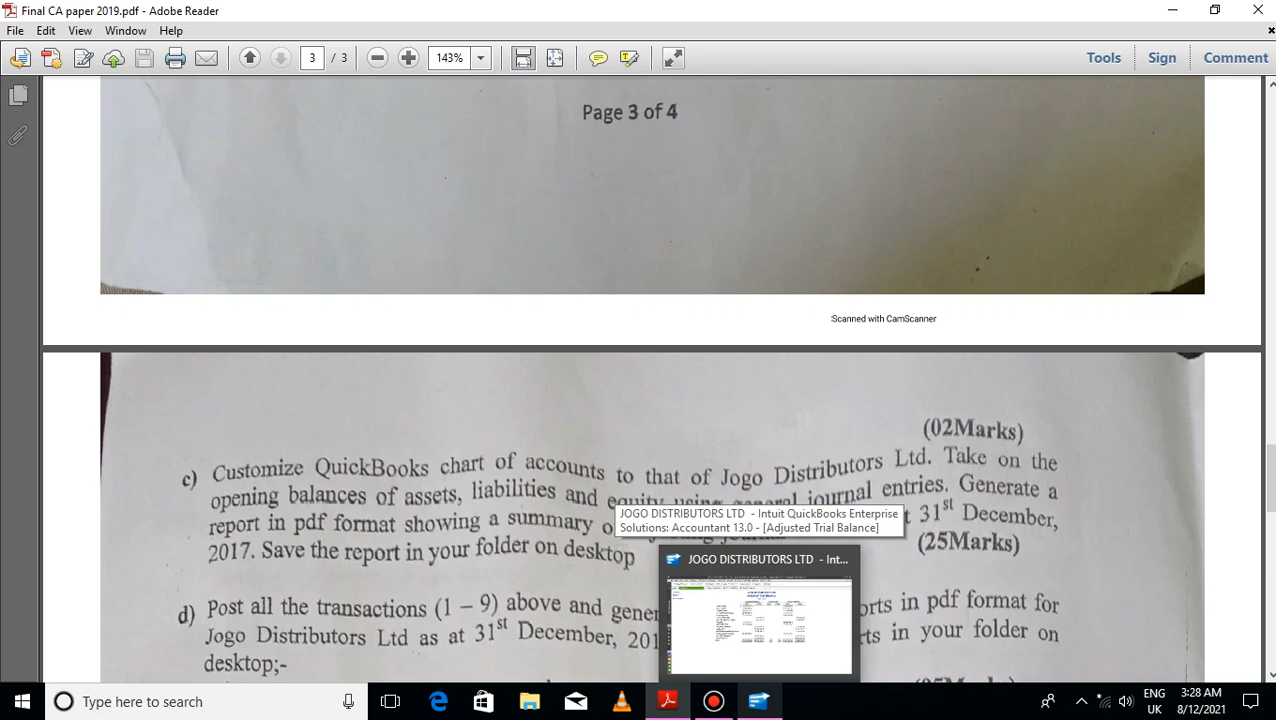 Final CA paper 2019.pdf - Adobe Reader
File Edit View Window Help
3 / 3 143% Tools Sign Comment
Page 3 of 4
Scanned with CamScanner
(02Marks)
c) Customize QuickBooks chart of accounts to that of Jogo Distributors Ltd. Take on the
opening balances of assets, liabilities and equity using general journal entries. Generate a
report in pdf format showing a summary 31st December,
2017. Save the report in your folder on desktop (25Marks)
JOGO DISTRIBUTORS LTD - Intuit QuickBooks Enterprise
Solutions: Accountant 13.0 - [Adjusted Trial Balance]
JOGO DISTRIBUTORS LTD - Int...
d) Post all the transactions (1 – 9) above and in pdf format for
Jogo Distributors Ltd as at 31st December, in your folder on
desktop;-
Type here to search
ENG 3:28 AM
UK 8/12/2021